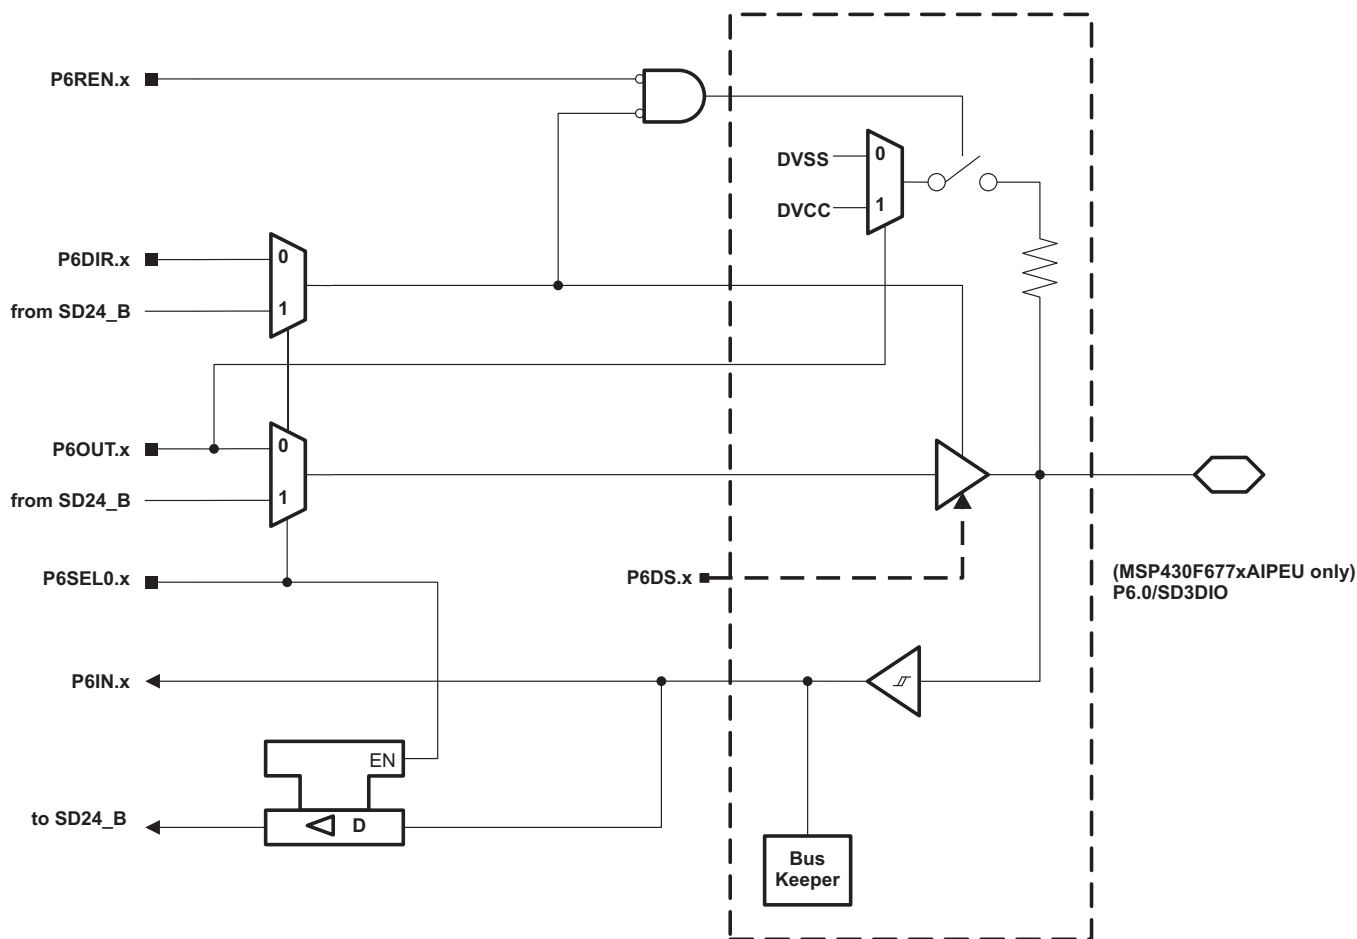 P6REN.x
DVSS
0
DVCC
1
P6DIR.x
0
from SD24_B
1
P6OUT.x
0
from SD24_B
1
P6SEL0.x
P6DS.x
(MSP430F677xAIPEU only)
P6.0/SD3DIO
P6IN.x
EN
to SD24_B
D
Bus
Keeper